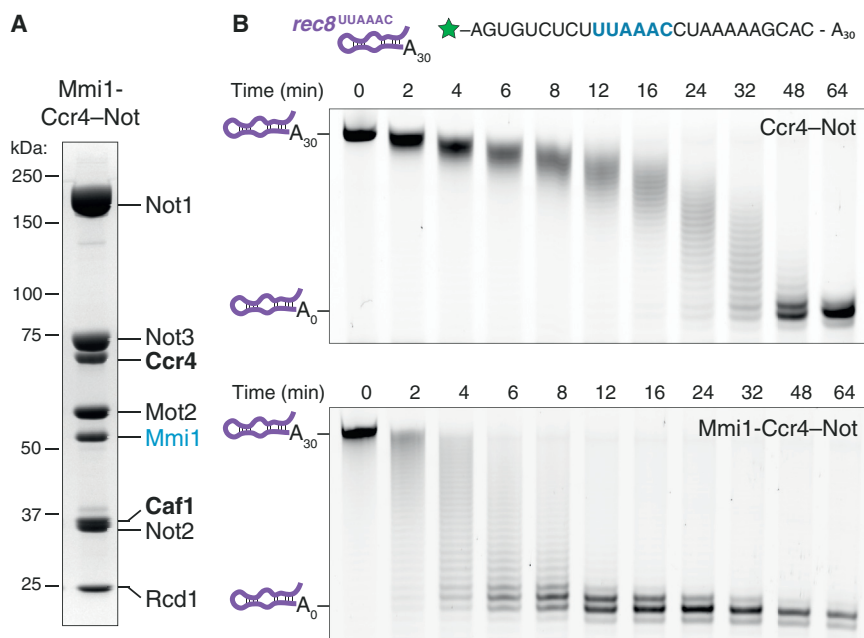 A
Mmi1-
Ccr4–Not
kDa:
250
150
100
75
50
37
25
Not1
Not3
Ccr4
Mot2
Mmi1
Caf1
Not2
Rcd1
B
rec8UUAAAC
A30
–AGUGUCUCUUUAAACCUAAAAAGCAC - A30
Time (min) 0 2 4 6 8 12 16 24 32 48 64
A30
Ccr4–Not
A0
Time (min) 0 2 4 6 8 12 16 24 32 48 64
A30
Mmi1-Ccr4–Not
A0